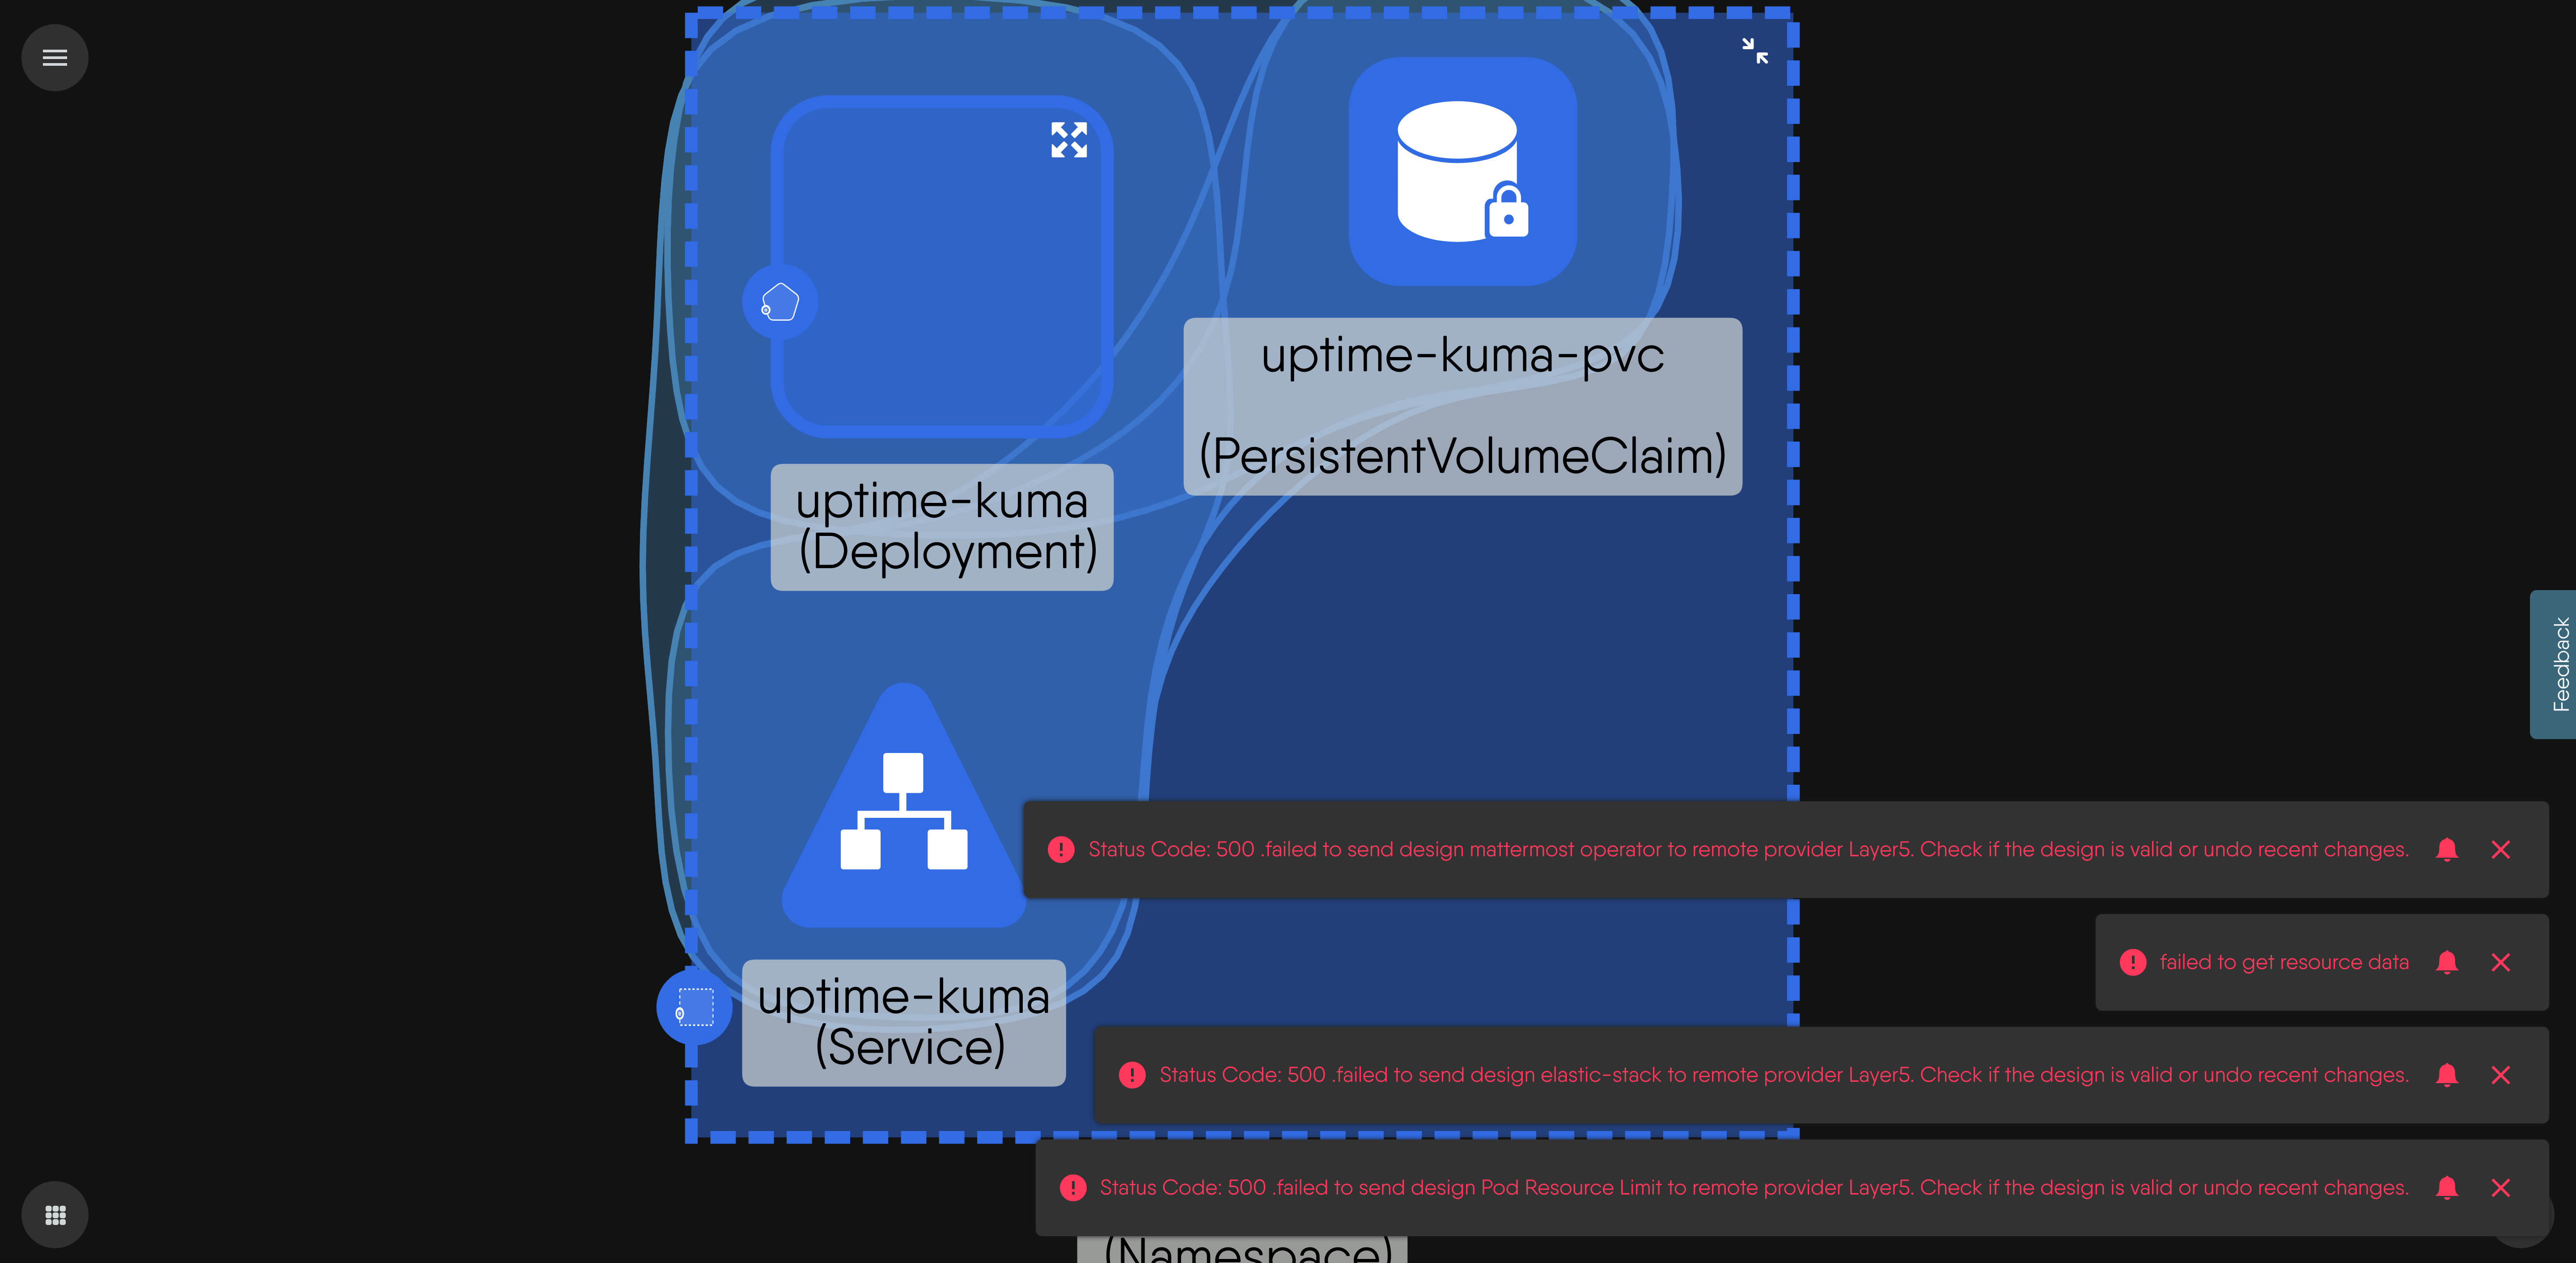 uptime-kuma-pvc
(PersistentVolumeClaim)
uptime-kuma
(Deployment)
uptime-kuma
(Service)
Feedback
Status Code: 500 .failed to send design mattermost operator to remote provider Layer5. Check if the design is valid or undo recent changes.
failed to get resource data
Status Code: 500 .failed to send design elastic-stack to remote provider Layer5. Check if the design is valid or undo recent changes.
Status Code: 500 .failed to send design Pod Resource Limit to remote provider Layer5. Check if the design is valid or undo recent changes.
(Namespace)